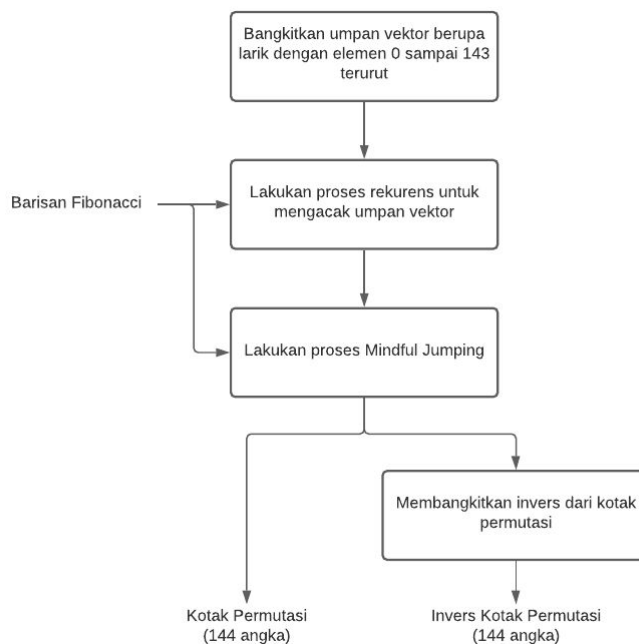 Bangkitkan umpan vektor berupa
larik dengan elemen 0 sampai 143
terurut
Barisan Fibonacci
Lakukan proses rekurens untuk
mengacak umpan vektor
Lakukan proses Mindful Jumping
Membangkitkan invers dari kotak
permutasi
Kotak Permutasi
(144 angka)
Invers Kotak Permutasi
(144 angka)